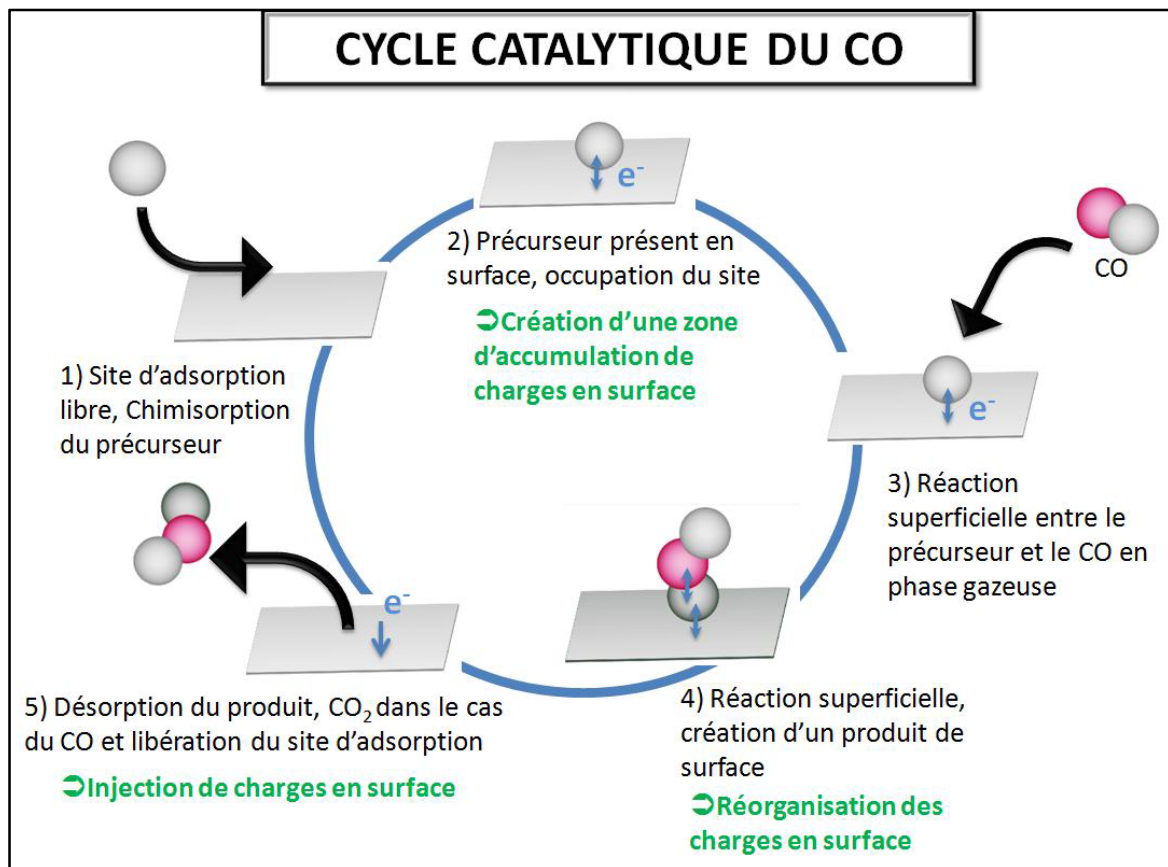 CYCLE CATALYTIQUE DU CO
e-
2) Précurseur présent en
surface, occupation du site
➲Création d’une zone
d’accumulation de
charges en surface
CO
1) Site d’adsorption
libre, Chimisorption
du précurseur
e-
3) Réaction
superficielle entre le
précurseur et le CO en
phase gazeuse
e-
5) Désorption du produit, CO2 dans le cas
du CO et libération du site d’adsorption
➲Injection de charges en surface
4) Réaction superficielle,
création d’un produit de
surface
➲Réorganisation des
charges en surface